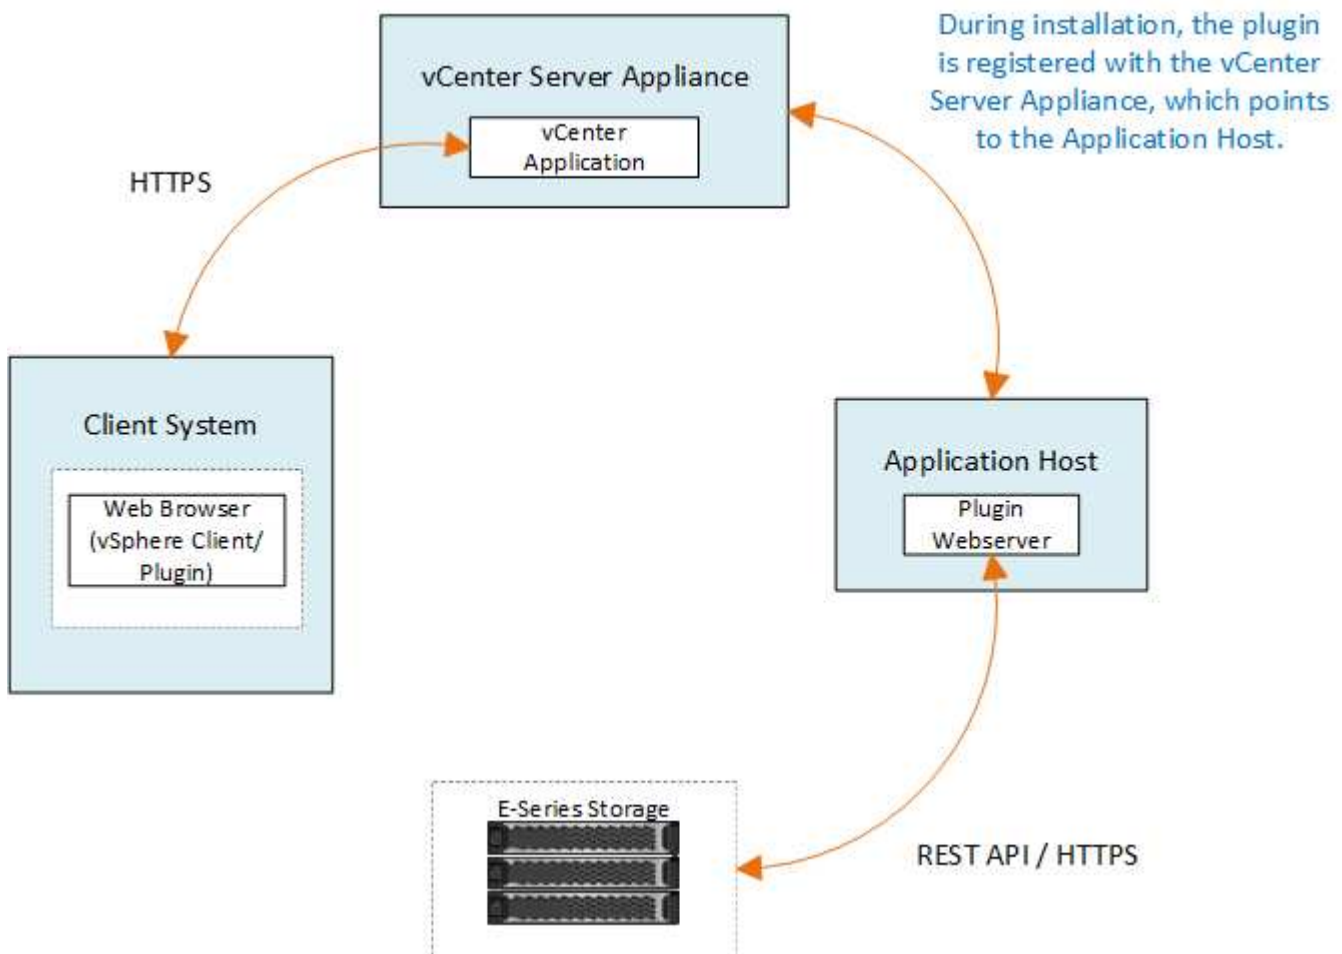 During installation, the plugin
is registered with the vCenter
Server Appliance, which points
to the Application Host.
vCenter Server Appliance
vCenter
Application
HTTPS
Client System
Web Browser
(vSphere Client/
Plugin)
Application Host
Plugin
Webserver
E-Series Storage
REST API / HTTPS